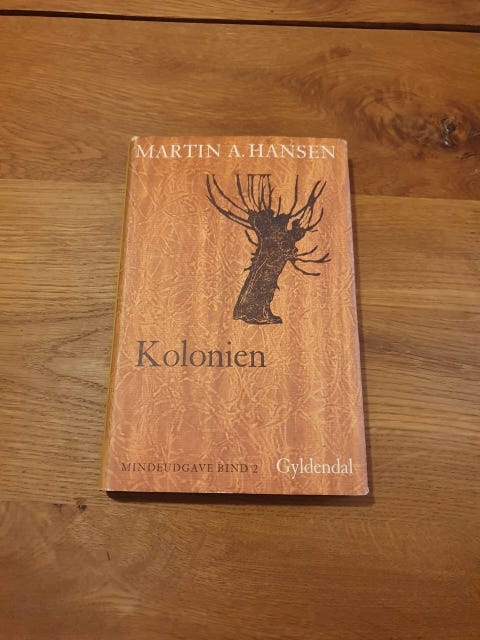 MARTIN A. HANSEN
Kolonien
MINDEUDGAVE BIND 2 Gyldendal